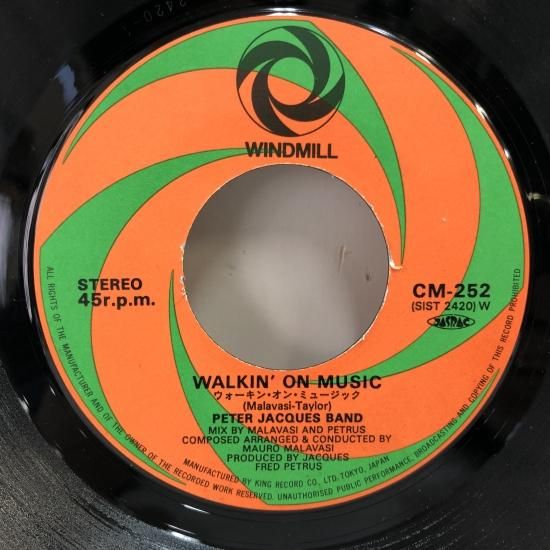 2420-1
WINDMILL
STEREO
45r.p.m.
CM-252
(SIST 2420) W
JASRAC
WALKIN' ON MUSIC
ウォーキン・オン・ミュージック
(Malavasi-Taylor)
PETER JACQUES BAND
MIX BY MALAVASI AND PETRUS
COMPOSED ARRANGED & CONDUCTED BY
MAURO MALAVASI
PRODUCED BY JACQUES
FRED PETRUS
MANUFACTURED BY KING RECORD CO., LTD. TOKYO, JAPAN
ALL RIGHTS OF THE MANUFACTURER AND OF THE OWNER OF THE RECORDED WORK RESERVED. UNAUTHORISED PUBLIC PERFORMANCE, BROADCASTING AND COPYING OF THIS RECORD PROHIBITED